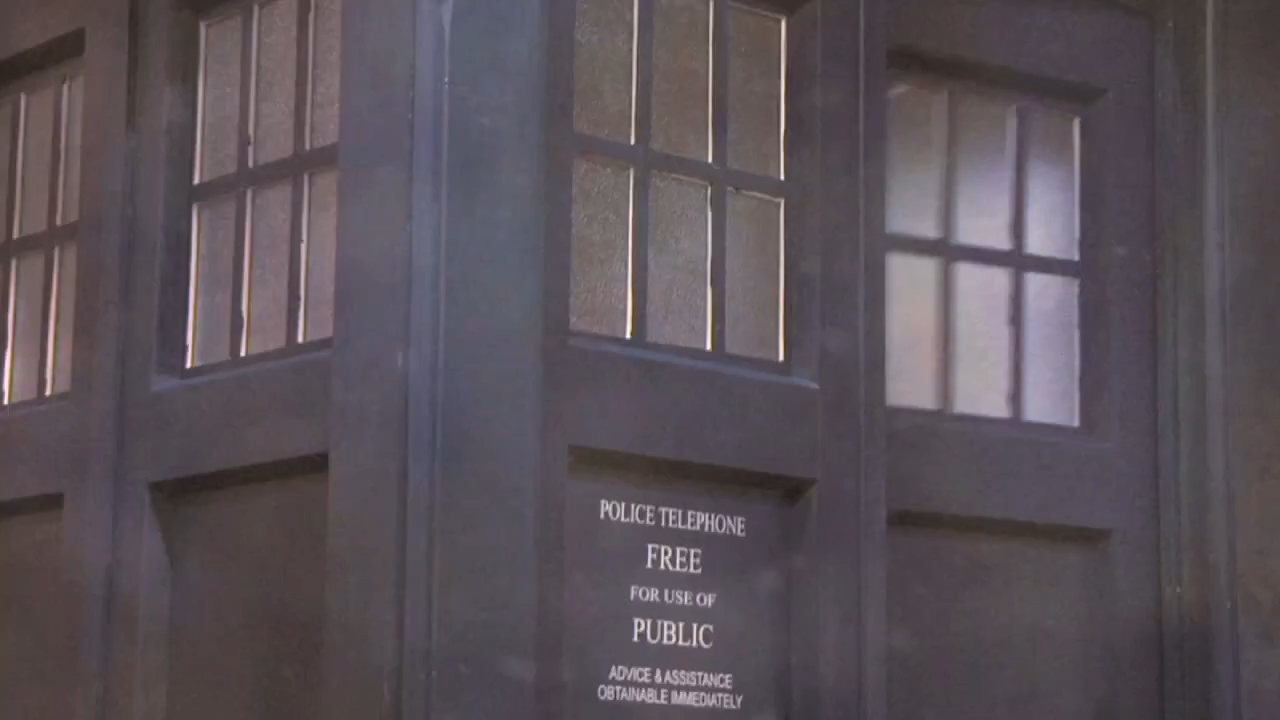 POLICE TELEPHONE
FREE
FOR USE OF
PUBLIC
ADVICE & ASSISTANCE
OBTAINABLE IMMEDIATELY